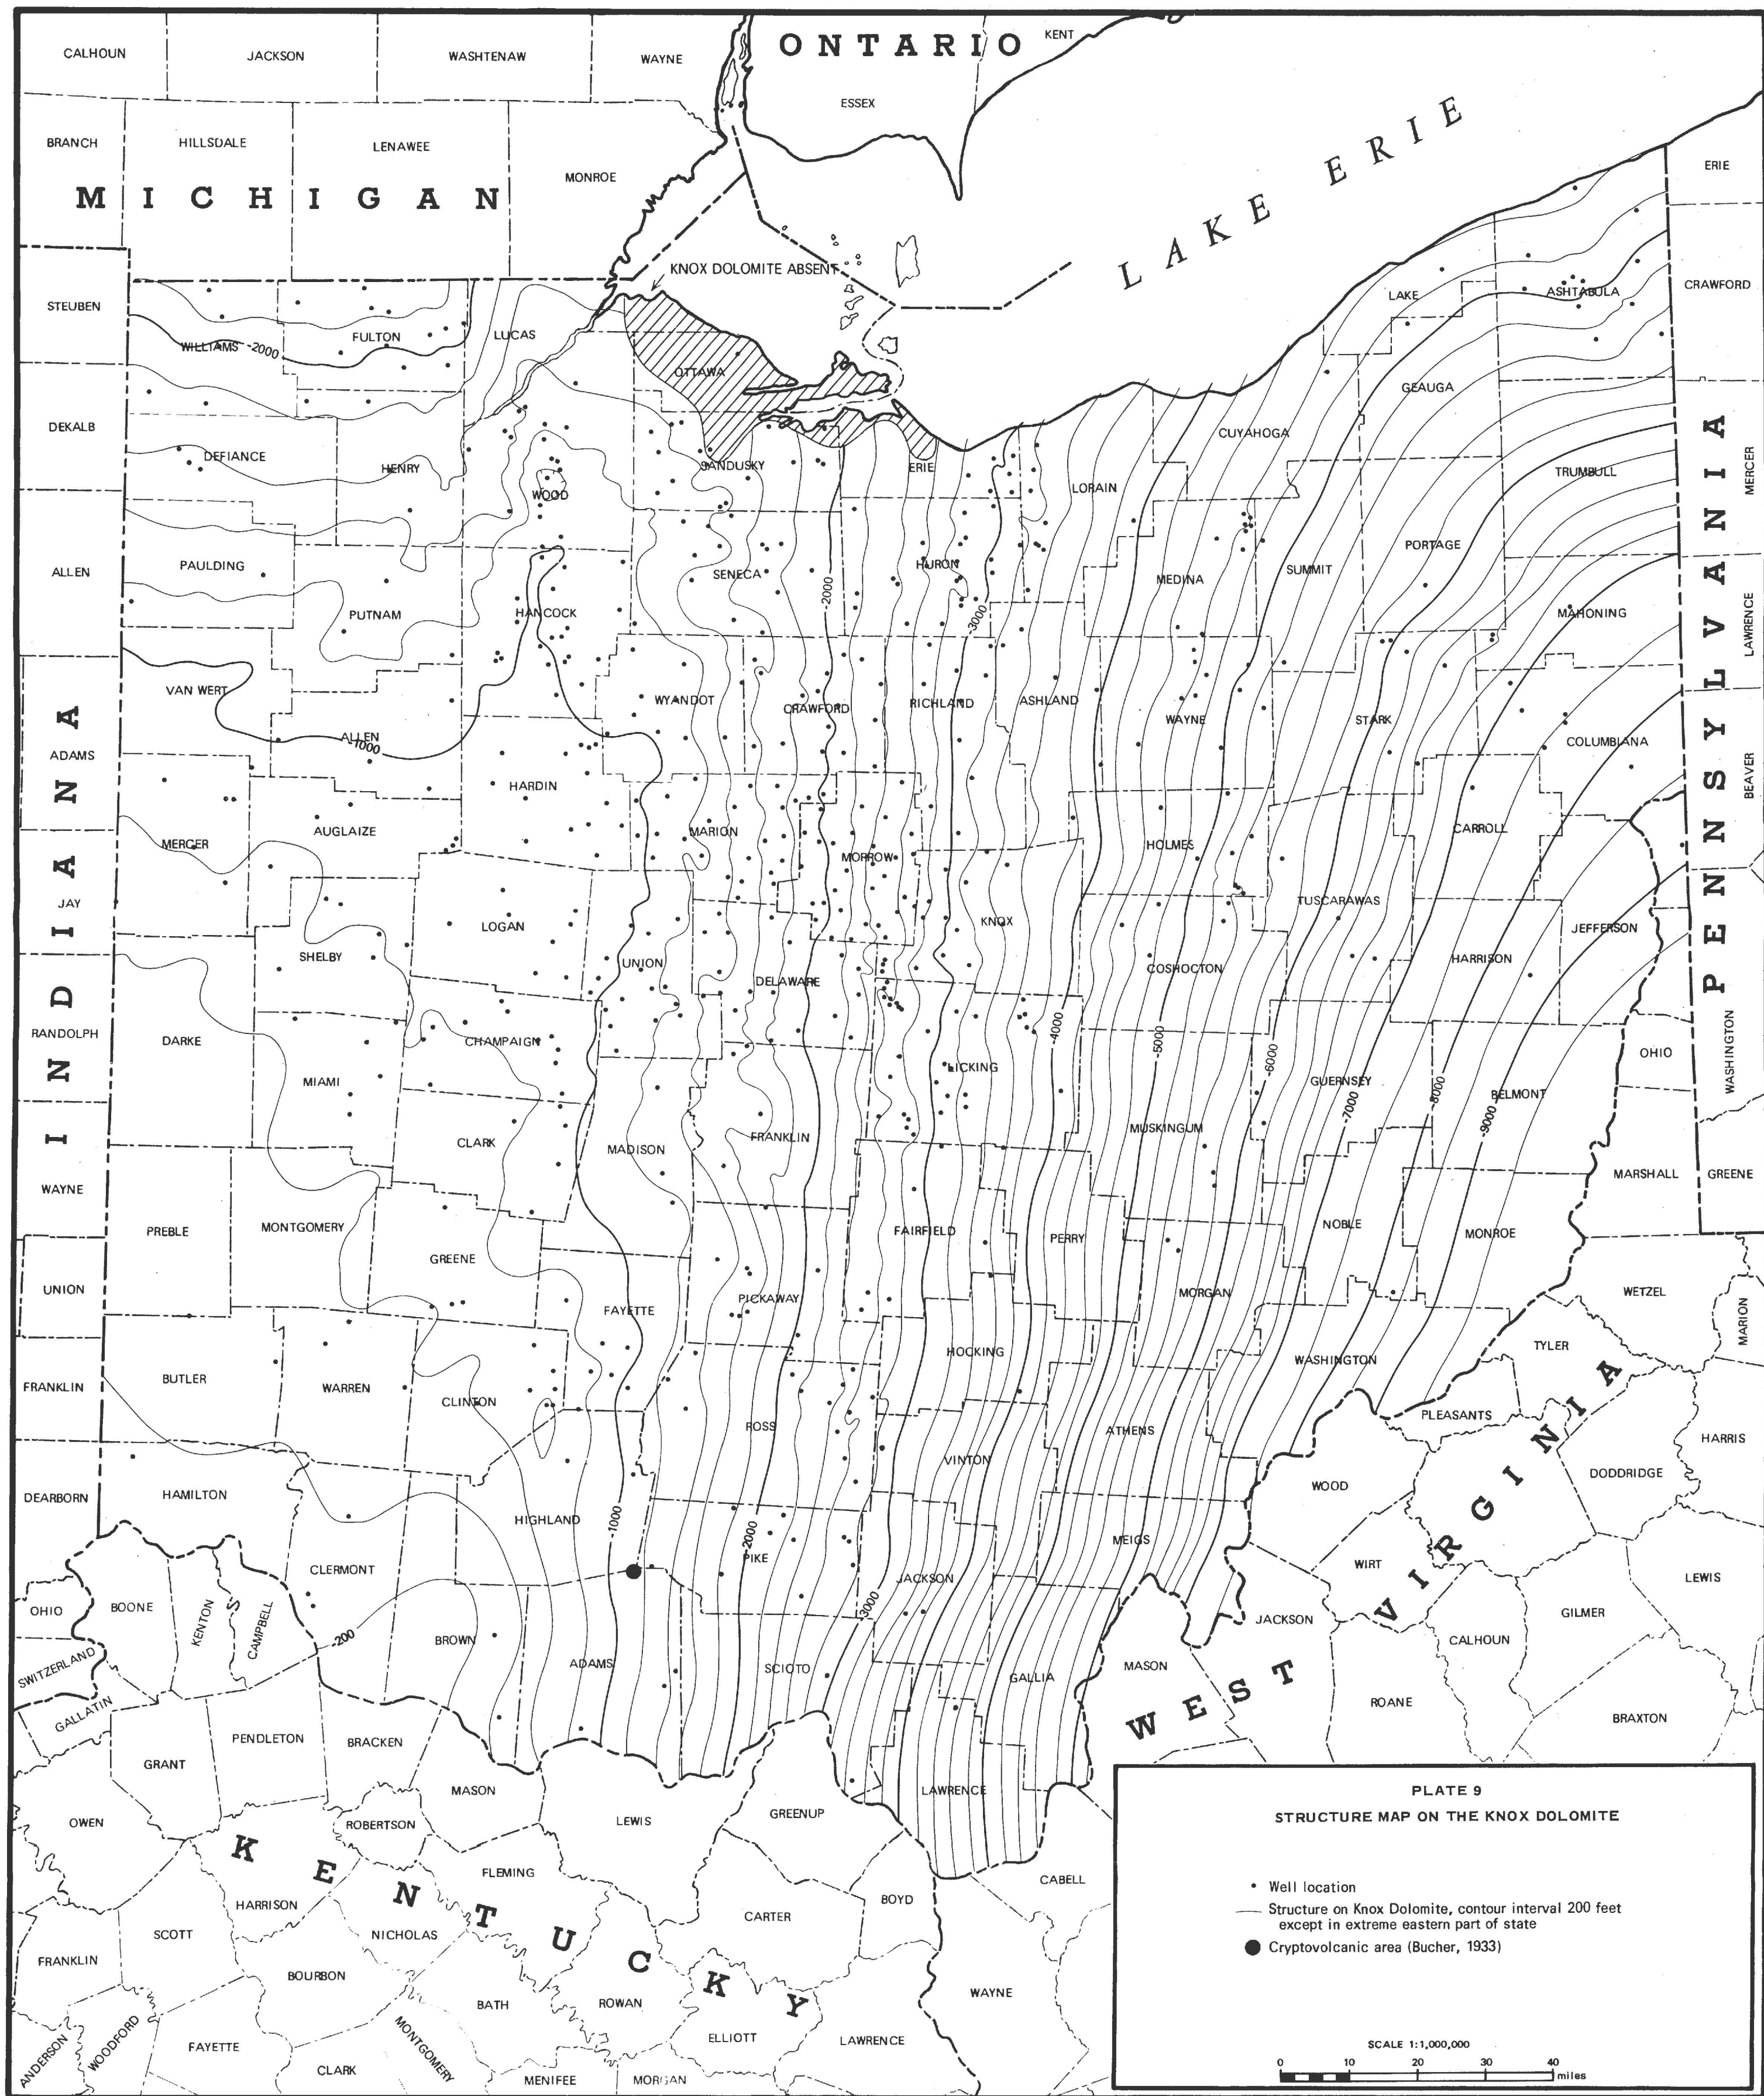 ONTARIO
KENT
CALHOUN
JACKSON
WASHTENAW
WAYNE
ESSEX
BRANCH
HILLSDALE
LENAWEE
MONROE
MICHIGAN
LAKE ERIE
ERIE
KNOX DOLOMITE ABSENT
STEUBEN
WILLIAMS
-2000
FULTON
LUCAS
OTTAWA
LAKE
ASHTABULA
CRAWFORD
GEAUGA
DEKALB
DEFIANCE
HENRY
WOOD
SANDUSKY
ERIE
LORAIN
CUYAHOGA
TRUMBULL
MERCER
PENNSYLVANIA
ALLEN
PAULDING
PUTNAM
HANCOCK
SENECA
-2000
HURON
-3000
MEDINA
SUMMIT
PORTAGE
MAHONING
LAWRENCE
INDIANA
ADAMS
VAN WERT
ALLEN
-1000
HARDIN
WYANDOT
CRAWFORD
RICHLAND
ASHLAND
WAYNE
STARK
COLUMBIANA
BEAVER
MERCER
AUGLAIZE
MARION
MORROW
HOLMES
CARROLL
JAY
LOGAN
KNOX
TUSCARAWAS
JEFFERSON
SHELBY
UNION
DELAWARE
COSHOCTON
HARRISON
RANDOLPH
DARKE
CHAMPAIGN
MIAMI
LICKING
-4000
-5000
-6000
GUERNSEY
-7000
-8000
-9000
BELMONT
OHIO
WASHINGTON
CLARK
MADISON
FRANKLIN
MUSKINGUM
MARSHALL
GREENE
WAYNE
PREBLE
MONTGOMERY
GREENE
FAIRFIELD
PERRY
NOBLE
MONROE
UNION
FAYETTE
PICKAWAY
MORGAN
WETZEL
MARION
HOCKING
WASHINGTON
TYLER
FRANKLIN
BUTLER
WARREN
CLINTON
ROSS
VINTON
ATHENS
PLEASANTS
HARRIS
DEARBORN
HAMILTON
HIGHLAND
-1000
-2000
PIKE
MEIGS
WOOD
DODDRIDGE
WEST VIRGINIA
WIRT
CLERMONT
JACKSON
-3000
LEWIS
OHIO
BOONE
KENTON
CAMPBELL
JACKSON
GILMER
SWITZERLAND
-200
BROWN
ADAMS
SCIOTO
GALLIA
MASON
CALHOUN
GALLATIN
ROANE
BRAXTON
GRANT
PENDLETON
BRACKEN
MASON
LEWIS
GREENUP
LAWRENCE
OWEN
ROBERTSON
KENTUCKY
FLEMING
HARRISON
BOYD
CABELL
SCOTT
NICHOLAS
CARTER
FRANKLIN
BOURBON
BATH
ROWAN
WAYNE
ELLIOTT
LAWRENCE
ANDERSON
WOODFORD
FAYETTE
CLARK
MONTGOMERY
MENIFEE
MORGAN
PLATE 9
STRUCTURE MAP ON THE KNOX DOLOMITE
Well location
Structure on Knox Dolomite, contour interval 200 feet
except in extreme eastern part of state
Cryptovolcanic area (Bucher, 1933)
SCALE 1:1,000,000
0 10 20 30 40
miles